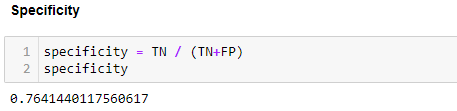 Specificity
1 specificity = TN / (TN+FP)
2 specificity
0.7641440117560617